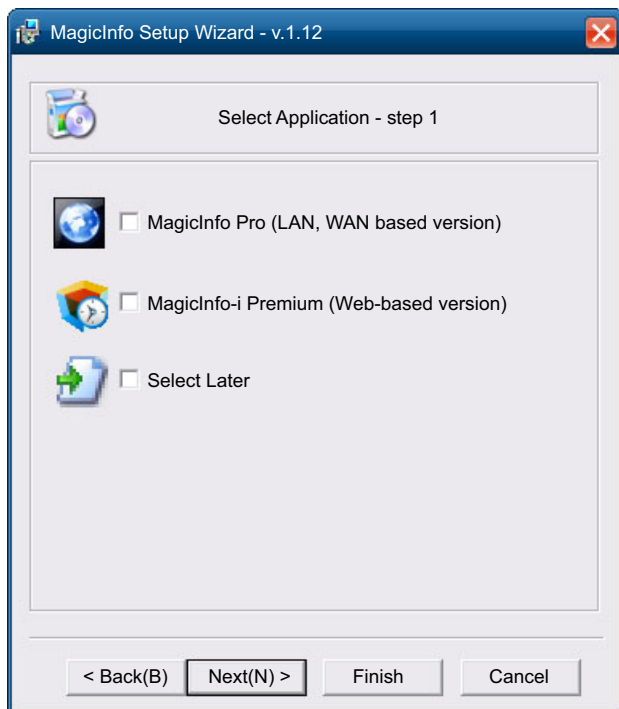 MagicInfo Setup Wizard - v.1.12
Select Application - step 1
MagicInfo Pro (LAN, WAN based version)
MagicInfo-i Premium (Web-based version)
Select Later
< Back(B) Next(N) > Finish Cancel